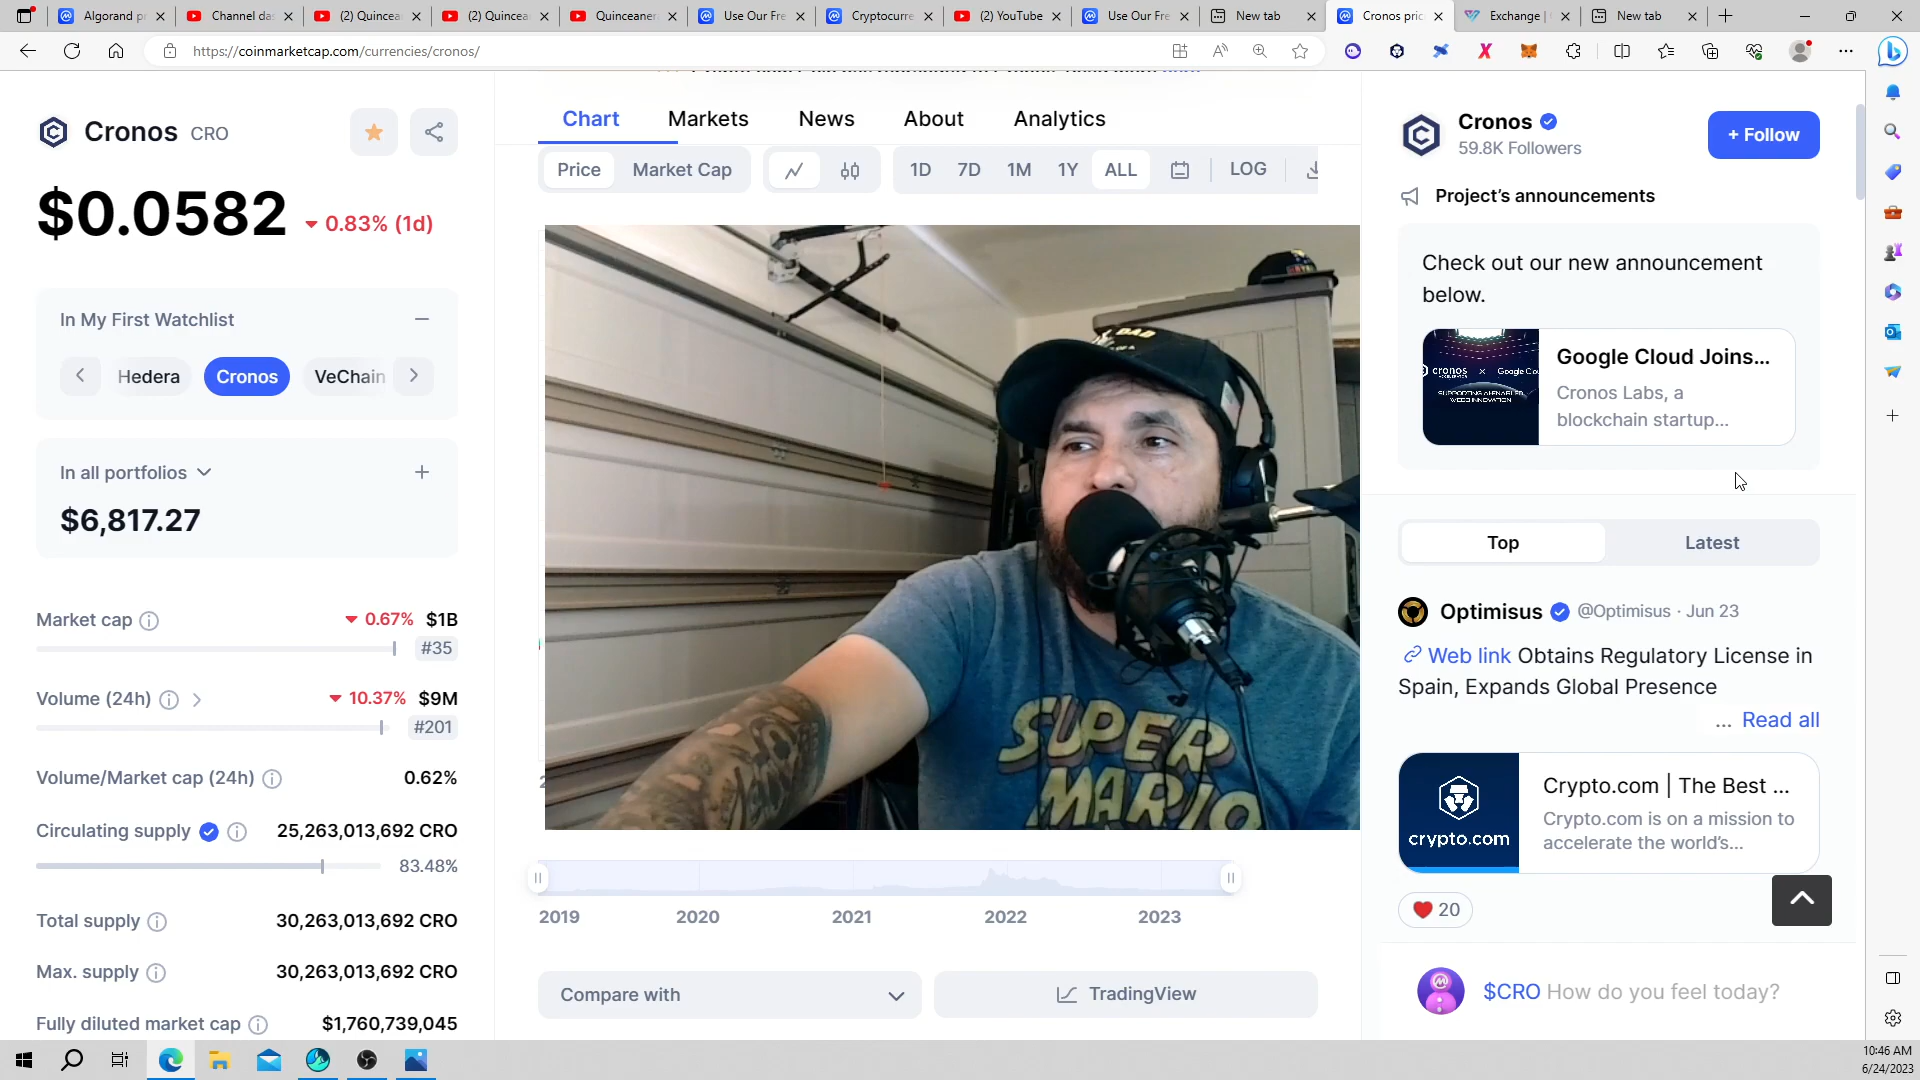 Algorand pr
Channel da
(2) Quincea
(2) Quincea
Quinceaner
Use Our Fre
Cryptocurre
(2) YouTube
Use Our Fre
New tab
Cronos pric
Exchange |
New tab
https://coinmarketcap.com/currencies/cronos/
Cronos CRO
$0.0582
0.83% (1d)
In My First Watchlist
Hedera
Cronos
VeChain
In all portfolios
$6,817.27
Market cap
0.67% $1B
#35
Volume (24h)
10.37% $9M
#201
Volume/Market cap (24h)
0.62%
Circulating supply
25,263,013,692 CRO
83.48%
Total supply
30,263,013,692 CRO
Max. supply
30,263,013,692 CRO
Fully diluted market cap
$1,760,739,045
Chart
Markets
News
About
Analytics
Price
Market Cap
1D
7D
1M
1Y
ALL
LOG
DAD
SUPER
MARIO
2019
2020
2021
2022
2023
Compare with
TradingView
Cronos
59.8K Followers
+ Follow
Project's announcements
Check out our new announcement
below.
cronos x Google Clo
Google Cloud Joins...
Cronos Labs, a
blockchain startup...
Top
Latest
Optimisus @Optimisus · Jun 23
Web link Obtains Regulatory License in
Spain, Expands Global Presence
... Read all
crypto.com
Crypto.com | The Best ...
Crypto.com is on a mission to
accelerate the world's...
20
$CRO How do you feel today?
10:46 AM
6/24/2023